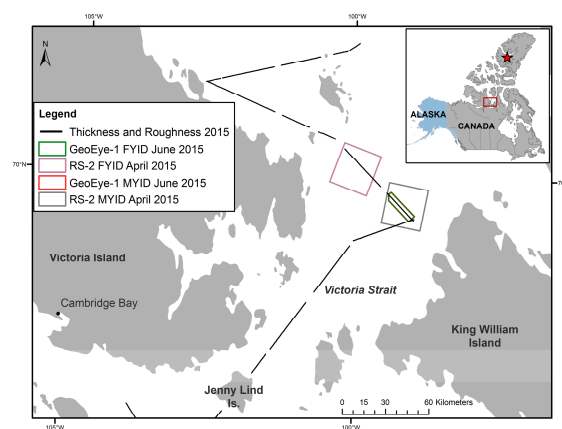 105°W
100°W
N
ALASKA
CANADA
Legend
Thickness and Roughness 2015
GeoEye-1 FYID June 2015
RS-2 FYID April 2015
GeoEye-1 MYID June 2015
RS-2 MYID April 2015
70°N
70
Victoria Island
Victoria Strait
Cambridge Bay
King William
Island
Jenny Lind
Is.
0 15 30 60 Kilometers
105°W
100°W